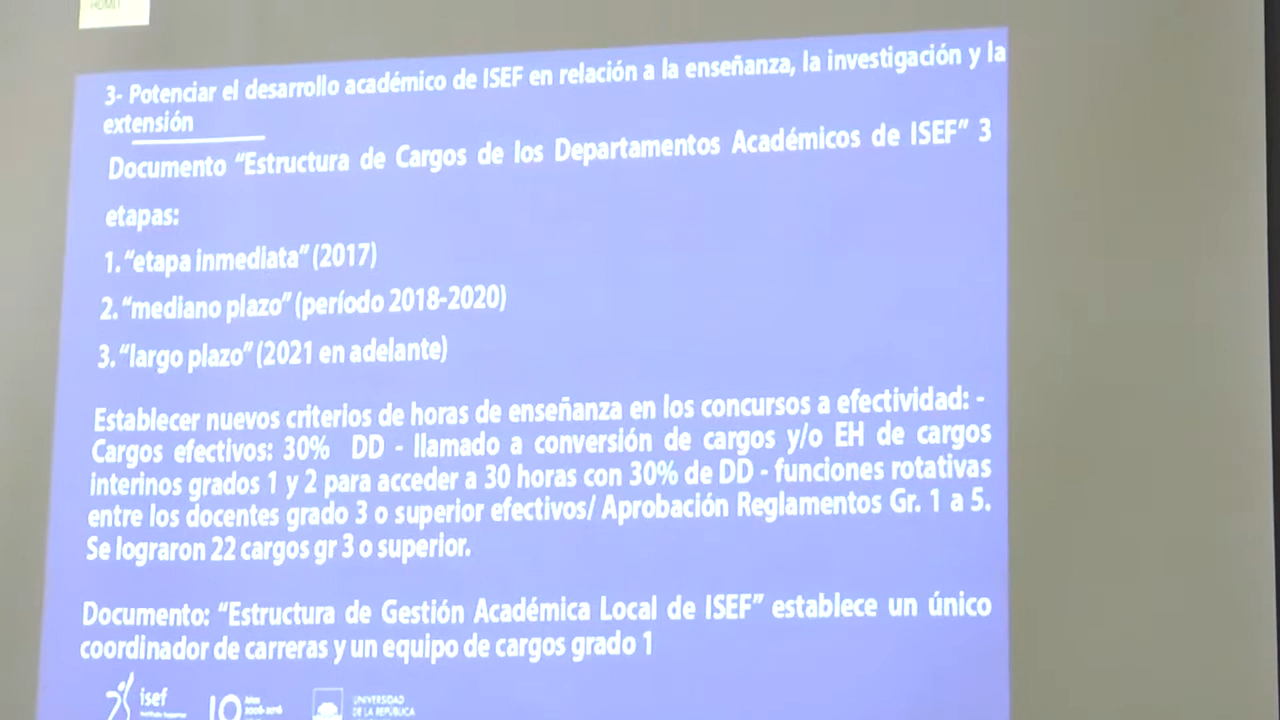 3- Potenciar el desarrollo académico de ISEF en relación a la enseñanza, la investigación y la
extensión
Documento “Estructura de Cargos de los Departamentos Académicos de ISEF” 3
etapas:
1. “etapa inmediata” (2017)
2. “mediano plazo” (período 2018-2020)
3. “largo plazo” (2021 en adelante)
Establecer nuevos criterios de horas de enseñanza en los concursos a efectividad: -
Cargos efectivos: 30% DD - llamado a conversión de cargos y/o EH de cargos
interinos grados 1 y 2 para acceder a 30 horas con 30% de DD - funciones rotativas
entre los docentes grado 3 o superior efectivos/ Aprobación Reglamentos Gr. 1 a 5.
Se lograron 22 cargos gr 3 o superior.
Documento: “Estructura de Gestión Académica Local de ISEF” establece un único
coordinador de carreras y un equipo de cargos grado 1
isef
10 Años
2006-2016
UNIVERSIDAD
DE LA REPÚBLICA